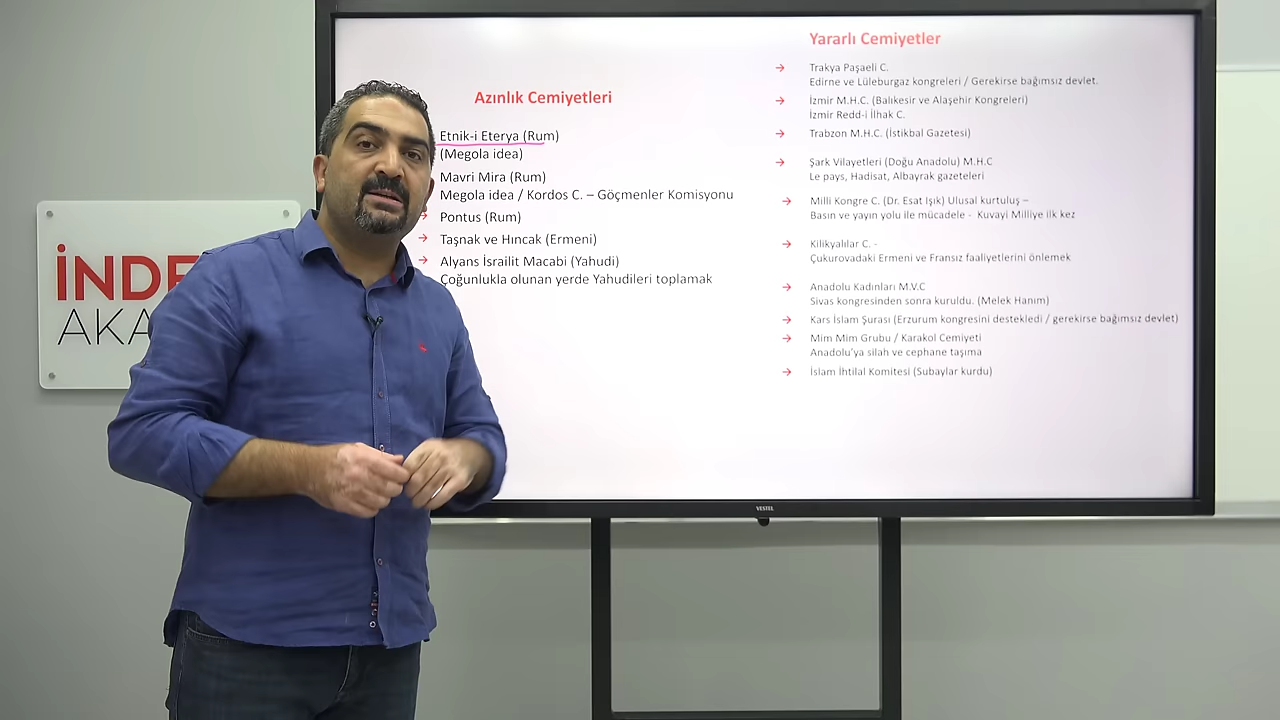 Azınlık Cemiyetleri
Etnik-i Eterya (Rum)
(Megola idea)
Mavri Mira (Rum)
Megola idea / Kordos C. – Göçmenler Komisyonu
Pontus (Rum)
Taşnak ve Hıncak (Ermeni)
Alyans İsrailit Macabi (Yahudi)
Çoğunlukla olunan yerde Yahudileri toplamak
Yararlı Cemiyetler
Trakya Paşaeli C.
Edirne ve Lüleburgaz kongreleri / Gerekirse bağımsız devlet.
İzmir M.H.C. (Balıkesir ve Alaşehir Kongreleri)
İzmir Redd-i İlhak C.
Trabzon M.H.C. (İstikbal Gazetesi)
Şark Vilayetleri (Doğu Anadolu) M.H.C
Le pays, Hadisat, Albayrak gazeteleri
Milli Kongre C. (Dr. Esat Işık) Ulusal kurtuluş –
Basın ve yayın yolu ile mücadele - Kuvayi Milliye ilk kez
Kilikyalılar C. -
Çukurovadaki Ermeni ve Fransız faaliyetlerini önlemek
Anadolu Kadınları M.V.C
Sivas kongresinden sonra kuruldu. (Melek Hanım)
Kars İslam Şurası (Erzurum kongresini destekledi / gerekirse bağımsız devlet)
Mim Mim Grubu / Karakol Cemiyeti
Anadolu'ya silah ve cephane taşıma
İslam İhtilal Komitesi (Subaylar kurdu)
İNDE
AKA
VESTEL